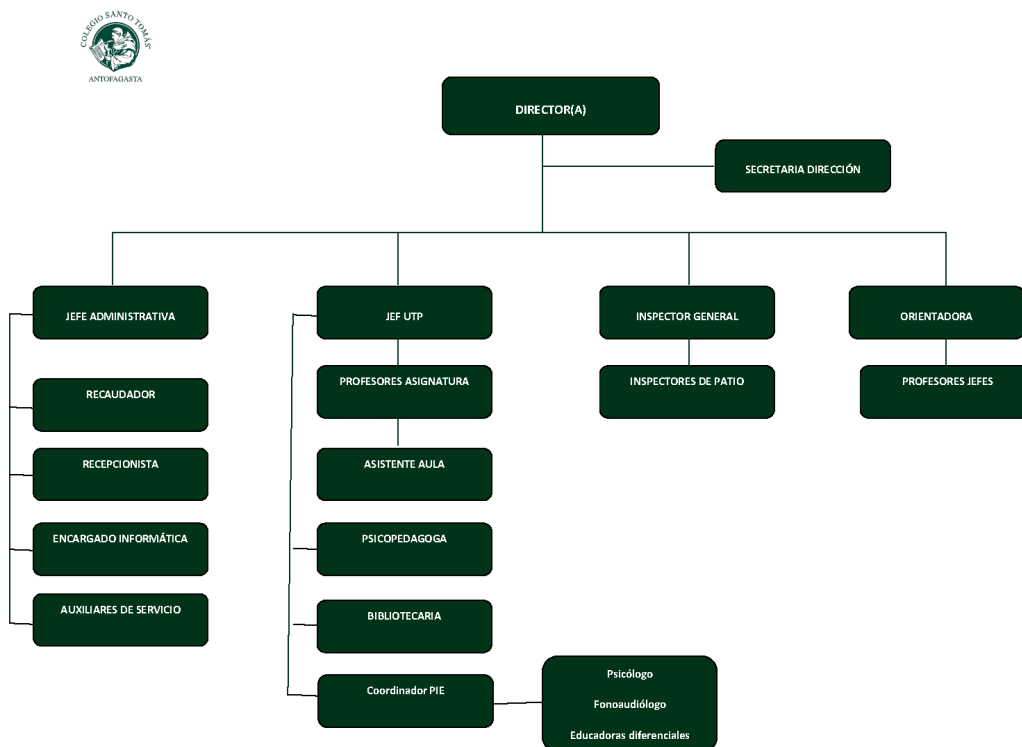 COLEGIO SANTO TOMÁS
ANTOFAGASTA
DIRECTOR(A)
SECRETARIA DIRECCIÓN
JEFE ADMINISTRATIVA
JEF UTP
INSPECTOR GENERAL
ORIENTADORA
RECAUDADOR
PROFESORES ASIGNATURA
INSPECTORES DE PATIO
PROFESORES JEFES
RECEPCIONISTA
ASISTENTE AULA
ENCARGADO INFORMÁTICA
PSICOPEDAGOGA
AUXILIARES DE SERVICIO
BIBLIOTECARIA
Coordinador PIE
Psicólogo
Fonoaudiólogo
Educadoras diferenciales